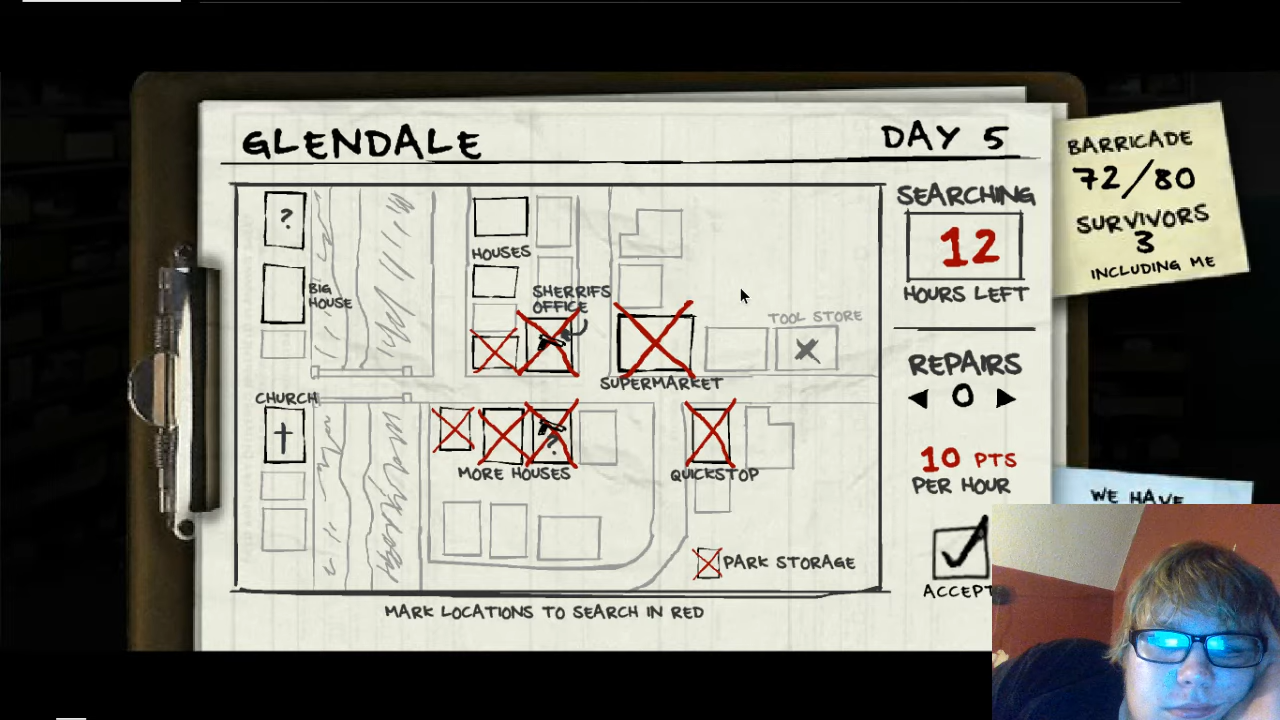 GLENDALE
DAY 5
BARRICADE
72/80
SURVIVORS
3
INCLUDING ME
SEARCHING
12
HOURS LEFT
?
HOUSES
BIG
HOUSE
SHERRIFS
OFFICE
TOOL STORE
SUPERMARKET
REPAIRS
0
CHURCH
?
MORE HOUSES
QUICKSTOP
10 PTS
PER HOUR
WE HAVE
PARK STORAGE
ACCEPT
MARK LOCATIONS TO SEARCH IN RED